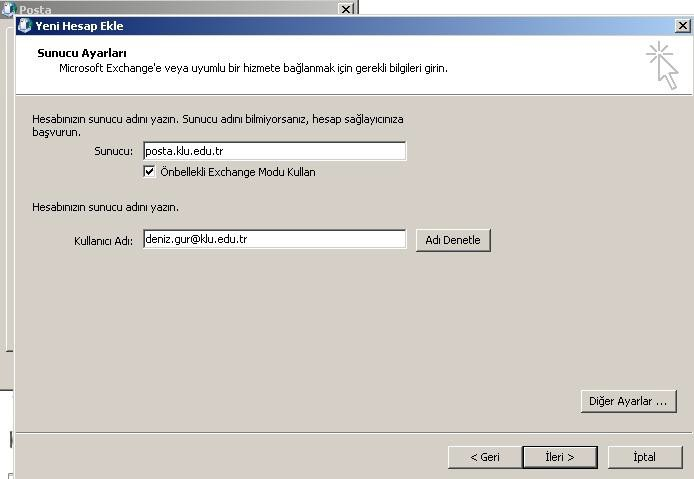 Posta
Yeni Hesap Ekle
Sunucu Ayarları
Microsoft Exchange'e veya uyumlu bir hizmete bağlanmak için gerekli bilgileri girin.
Hesabınızın sunucu adını yazın. Sunucu adını bilmiyorsanız, hesap sağlayıcınıza
başvurun.
Sunucu: posta.klu.edu.tr
Önbellekli Exchange Modu Kullan
Hesabınızın sunucu adını yazın.
Kullanıcı Adı: deniz.gur@klu.edu.tr Adı Denetle
Diğer Ayarlar ...
< Geri İleri > İptal